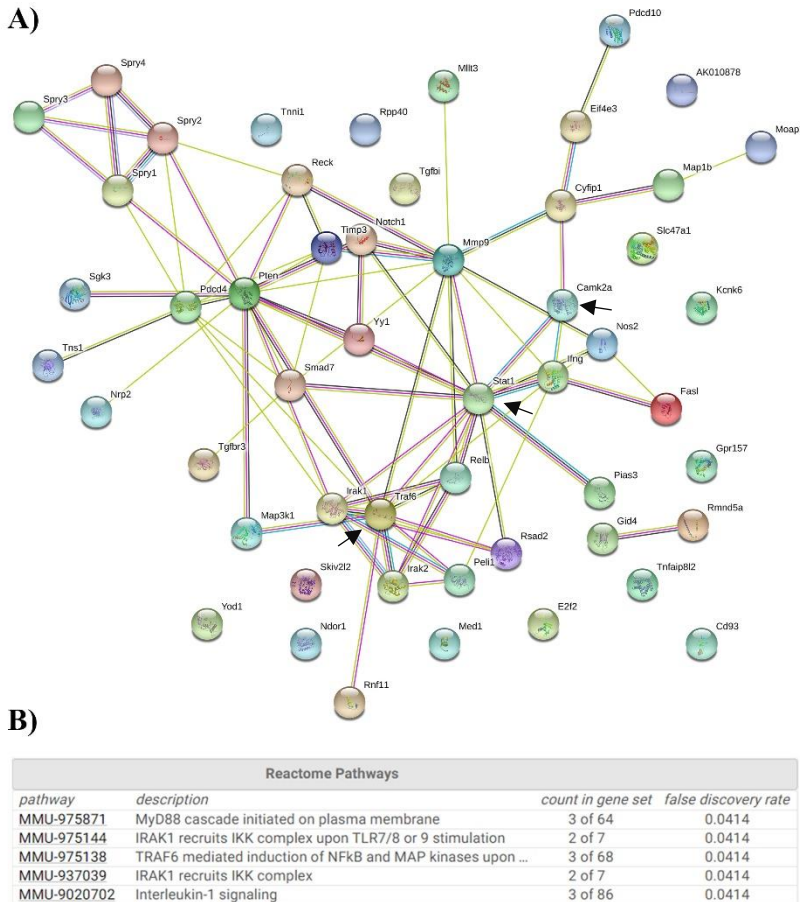 A)
Pdcd10
Spry4
Mllt3
AK010878
Spry3
Spry2
Tnni1
Rpp40
Eif4e3
Moap
Spry1
Reck
Tgfbi
Cyfip1
Map1b
Timp3
Notch1
Mmp9
Slc47a1
Sgk3
Pdcd4
Pten
Camk2a
Kcnk6
Tns1
Yy1
Nos2
Nrp2
Smad7
Stat1
Ifng
Fasl
Tgfbr3
Relb
Pias3
Gpr157
Map3k1
Irak1
Traf6
Gid4
Rmnd5a
Rsad2
Skiv2l2
Irak2
Peli1
Tnfaip8l2
Yod1
Ndor1
Med1
E2f2
Cd93
Rnf11
B)
Reactome Pathways
pathway description count in gene set false discovery rate
MMU-975871 MyD88 cascade initiated on plasma membrane 3 of 64 0.0414
MMU-975144 IRAK1 recruits IKK complex upon TLR7/8 or 9 stimulation 2 of 7 0.0414
MMU-975138 TRAF6 mediated induction of NFkB and MAP kinases upon ... 3 of 68 0.0414
MMU-937039 IRAK1 recruits IKK complex 2 of 7 0.0414
MMU-9020702 Interleukin-1 signaling 3 of 86 0.0414